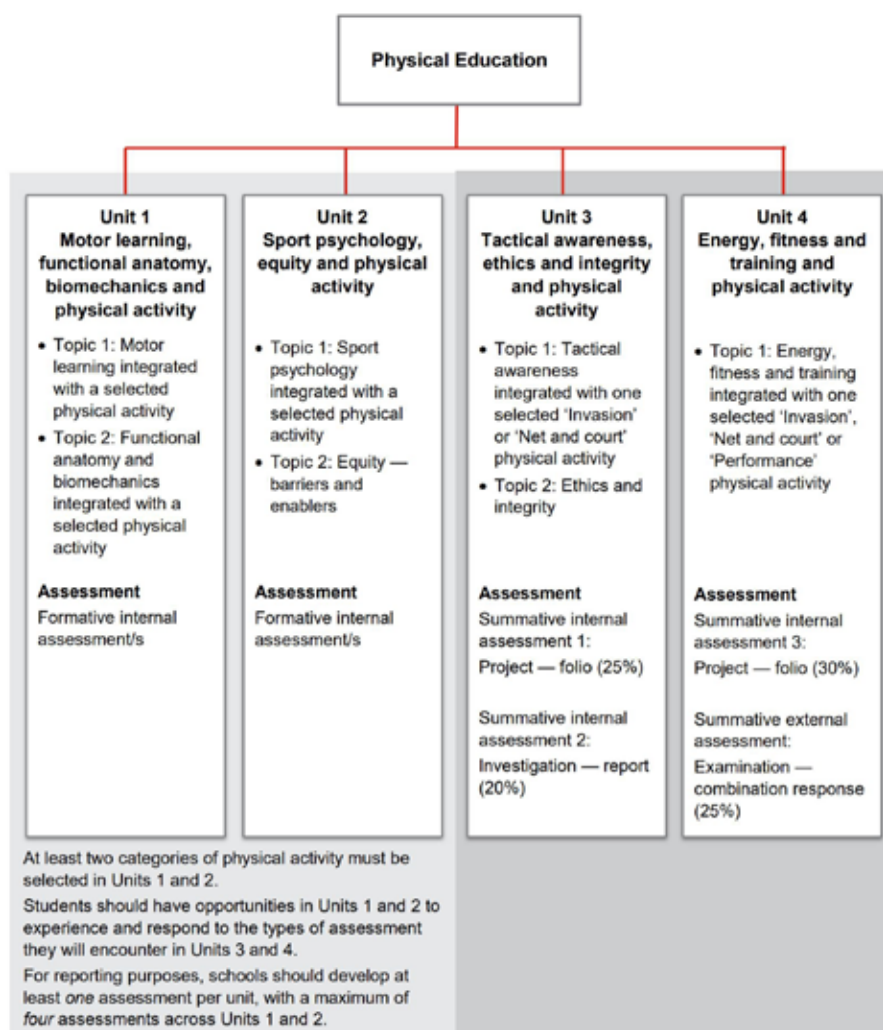 Physical Education
Unit 1
Motor learning,
functional anatomy,
biomechanics and
physical activity
• Topic 1: Motor
learning integrated
with a selected
physical activity
• Topic 2: Functional
anatomy and
biomechanics
integrated with a
selected physical
activity
Assessment
Formative internal
assessment/s
Unit 2
Sport psychology,
equity and physical
activity
• Topic 1: Sport
psychology
integrated with a
selected physical
activity
• Topic 2: Equity —
barriers and
enablers
Assessment
Formative internal
assessment/s
Unit 3
Tactical awareness,
ethics and integrity
and physical
activity
• Topic 1: Tactical
awareness
integrated with one
selected ‘Invasion’
or ‘Net and court’
physical activity
• Topic 2: Ethics and
integrity
Assessment
Summative internal
assessment 1:
Project — folio (25%)
Summative internal
assessment 2:
Investigation — report
(20%)
Unit 4
Energy, fitness and
training and
physical activity
• Topic 1: Energy,
fitness and training
integrated with one
selected ‘Invasion’,
‘Net and court’ or
‘Performance’
physical activity
Assessment
Summative internal
assessment 3:
Project — folio (30%)
Summative external
assessment:
Examination —
combination response
(25%)
At least two categories of physical activity must be
selected in Units 1 and 2.
Students should have opportunities in Units 1 and 2 to
experience and respond to the types of assessment
they will encounter in Units 3 and 4.
For reporting purposes, schools should develop at
least one assessment per unit, with a maximum of
four assessments across Units 1 and 2.